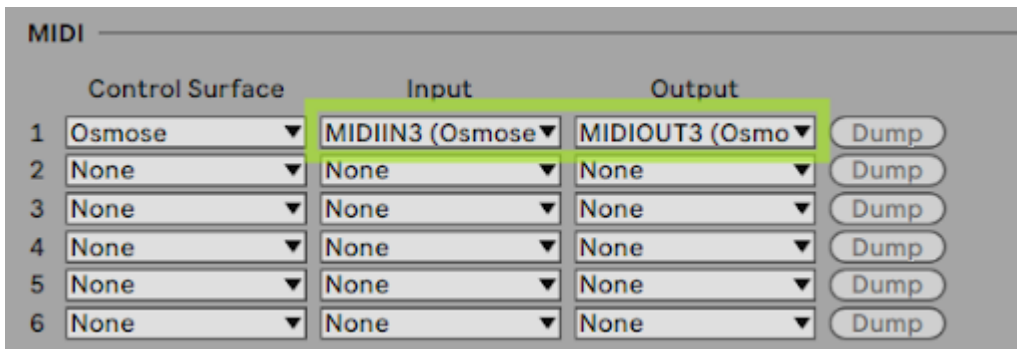 MIDI
Control Surface Input Output
1 Osmose MIDIIN3 (Osmose MIDIOUT3 (Osmo Dump
2 None None None Dump
3 None None None Dump
4 None None None Dump
5 None None None Dump
6 None None None Dump